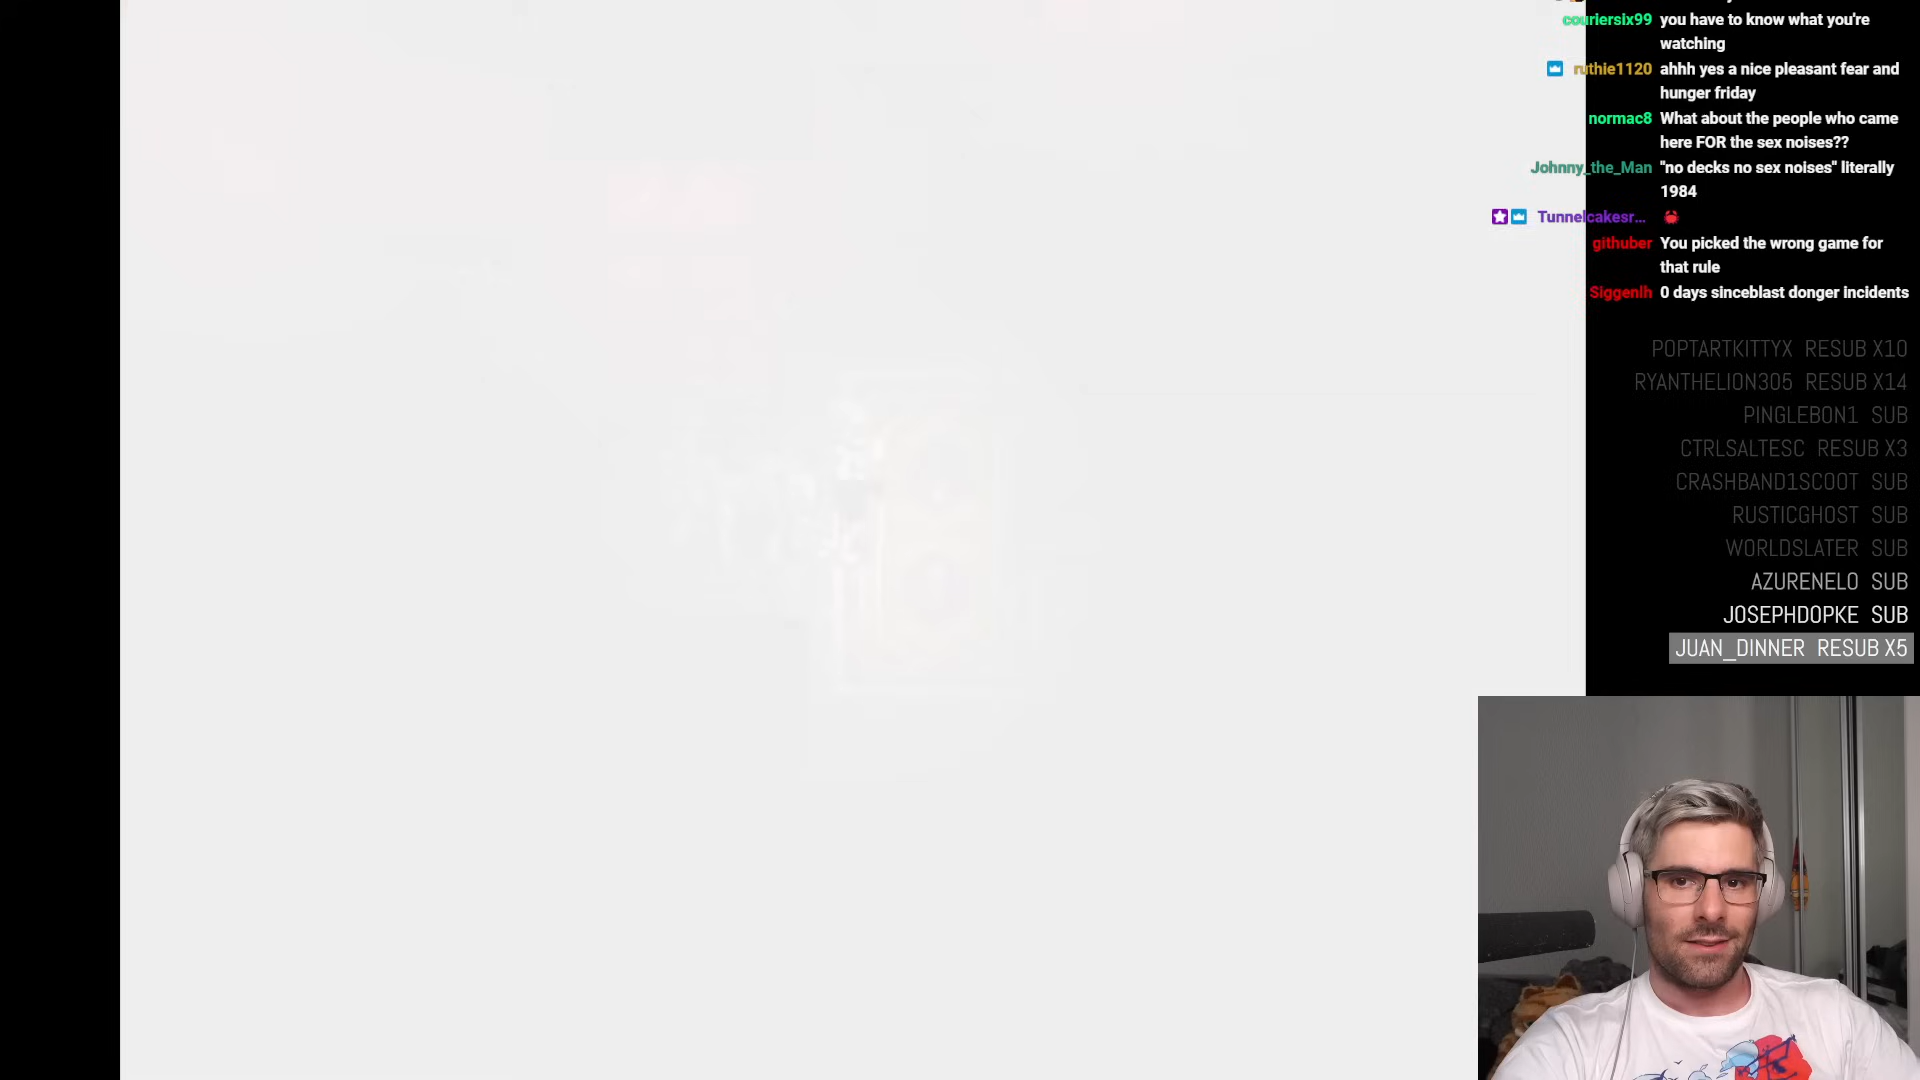 couriersix99 you have to know what you're
watching
ruthie1120 ahhh yes a nice pleasant fear and
hunger friday
normac8 What about the people who came
here FOR the sex noises??
Johnny_the_Man "no decks no sex noises" literally
1984
Tunnelcakesr...
githuber You picked the wrong game for
that rule
Siggenlh 0 days sinceblast donger incidents
POPTARTKITTYX RESUB X10
RYANTHELION305 RESUB X14
PINGLEBON1 SUB
CTRLSALTESC RESUB X3
CRASHBAND1SCOOT SUB
RUSTICGHOST SUB
WORLDSLATER SUB
AZURENELO SUB
JOSEPHDOPKE SUB
JUAN_DINNER RESUB X5